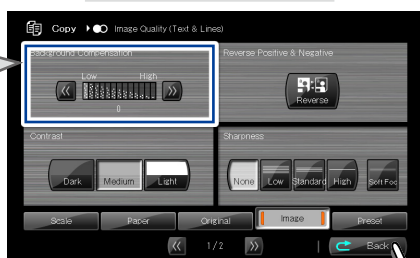 Copy Image Quality (Text & Lines)
Background Compensation
Low High
0
Reverse Positive & Negative
Reverse
Contrast
Dark Medium Light
Sharpness
None Low Standard High Soft Foc
Scale Paper Original Image Preset
1/2
Back